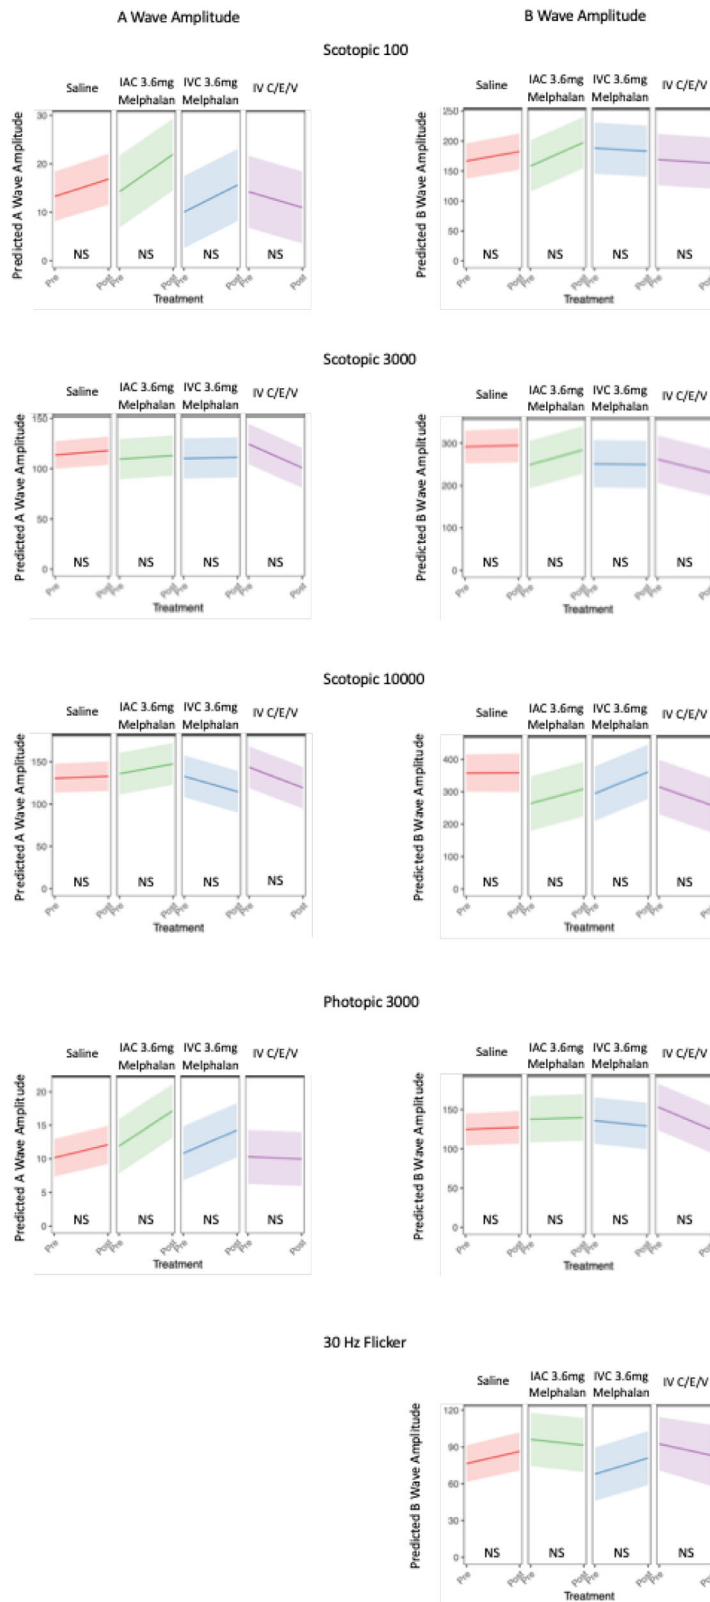 A Wave Amplitude
B Wave Amplitude
Scotopic 100
Saline
IAC 3.6mg
Melphalan
IVC 3.6mg
Melphalan
IV C/E/V
Predicted A Wave Amplitude
30
20
10
0
NS
NS
NS
NS
Pre
Post
Pre
Post
Pre
Post
Pre
Post
Treatment
Saline
IAC 3.6mg
Melphalan
IVC 3.6mg
Melphalan
IV C/E/V
Predicted B Wave Amplitude
250
200
150
100
50
0
NS
NS
NS
NS
Pre
Post
Pre
Post
Pre
Post
Pre
Post
Treatment
Scotopic 3000
Saline
IAC 3.6mg
Melphalan
IVC 3.6mg
Melphalan
IV C/E/V
Predicted A Wave Amplitude
150
100
50
0
NS
NS
NS
NS
Pre
Post
Pre
Post
Pre
Post
Pre
Post
Treatment
Saline
IAC 3.6mg
Melphalan
IVC 3.6mg
Melphalan
IV C/E/V
Predicted B Wave Amplitude
300
200
100
0
NS
NS
NS
NS
Pre
Post
Pre
Post
Pre
Post
Pre
Post
Treatment
Scotopic 10000
Saline
IAC 3.6mg
Melphalan
IVC 3.6mg
Melphalan
IV C/E/V
Predicted A Wave Amplitude
150
100
50
0
NS
NS
NS
NS
Pre
Post
Pre
Post
Pre
Post
Pre
Post
Treatment
Saline
IAC 3.6mg
Melphalan
IVC 3.6mg
Melphalan
IV C/E/V
Predicted B Wave Amplitude
400
300
200
100
0
NS
NS
NS
NS
Pre
Post
Pre
Post
Pre
Post
Pre
Post
Treatment
Photopic 3000
Saline
IAC 3.6mg
Melphalan
IVC 3.6mg
Melphalan
IV C/E/V
Predicted A Wave Amplitude
20
15
10
5
0
NS
NS
NS
NS
Pre
Post
Pre
Post
Pre
Post
Pre
Post
Treatment
Saline
IAC 3.6mg
Melphalan
IVC 3.6mg
Melphalan
IV C/E/V
Predicted B Wave Amplitude
150
100
50
0
NS
NS
NS
NS
Pre
Post
Pre
Post
Pre
Post
Pre
Post
Treatment
30 Hz Flicker
Saline
IAC 3.6mg
Melphalan
IVC 3.6mg
Melphalan
IV C/E/V
Predicted B Wave Amplitude
120
90
60
30
0
NS
NS
NS
NS
Pre
Post
Pre
Post
Pre
Post
Pre
Post
Treatment